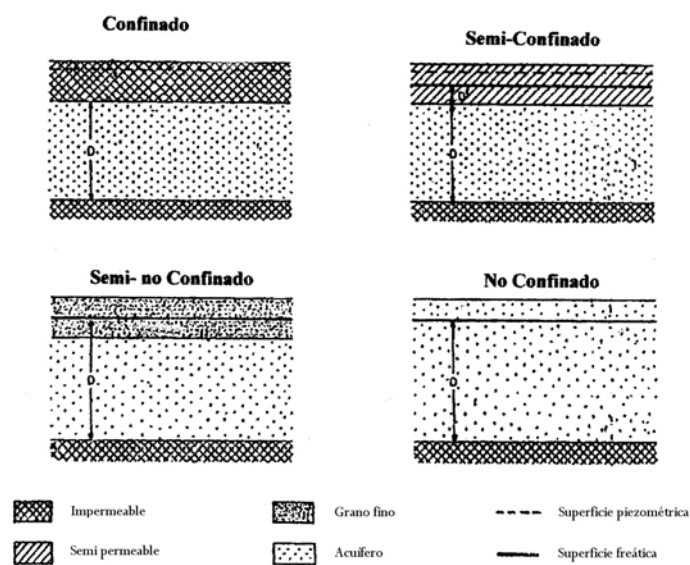 Confinado
Semi-Confinado
D
D'
D
Semi- no Confinado
No Confinado
D
D
Impermeable
Grano fino
Superficie piezométrica
Semi permeable
Acuífero
Superficie freática